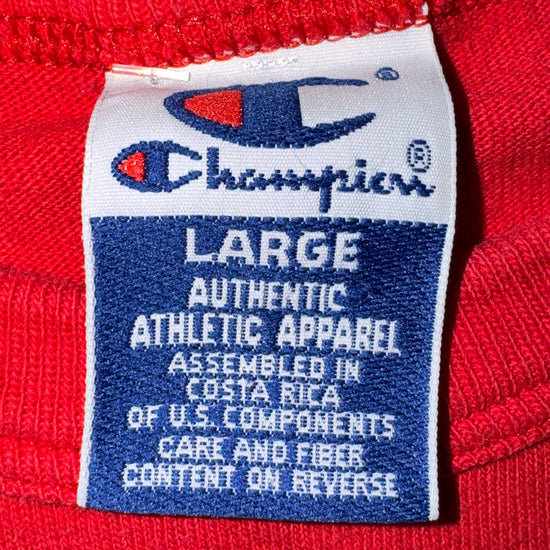 Champion®
LARGE
AUTHENTIC
ATHLETIC APPAREL
ASSEMBLED IN
COSTA RICA
OF U.S. COMPONENTS
CARE AND FIBER
CONTENT ON REVERSE